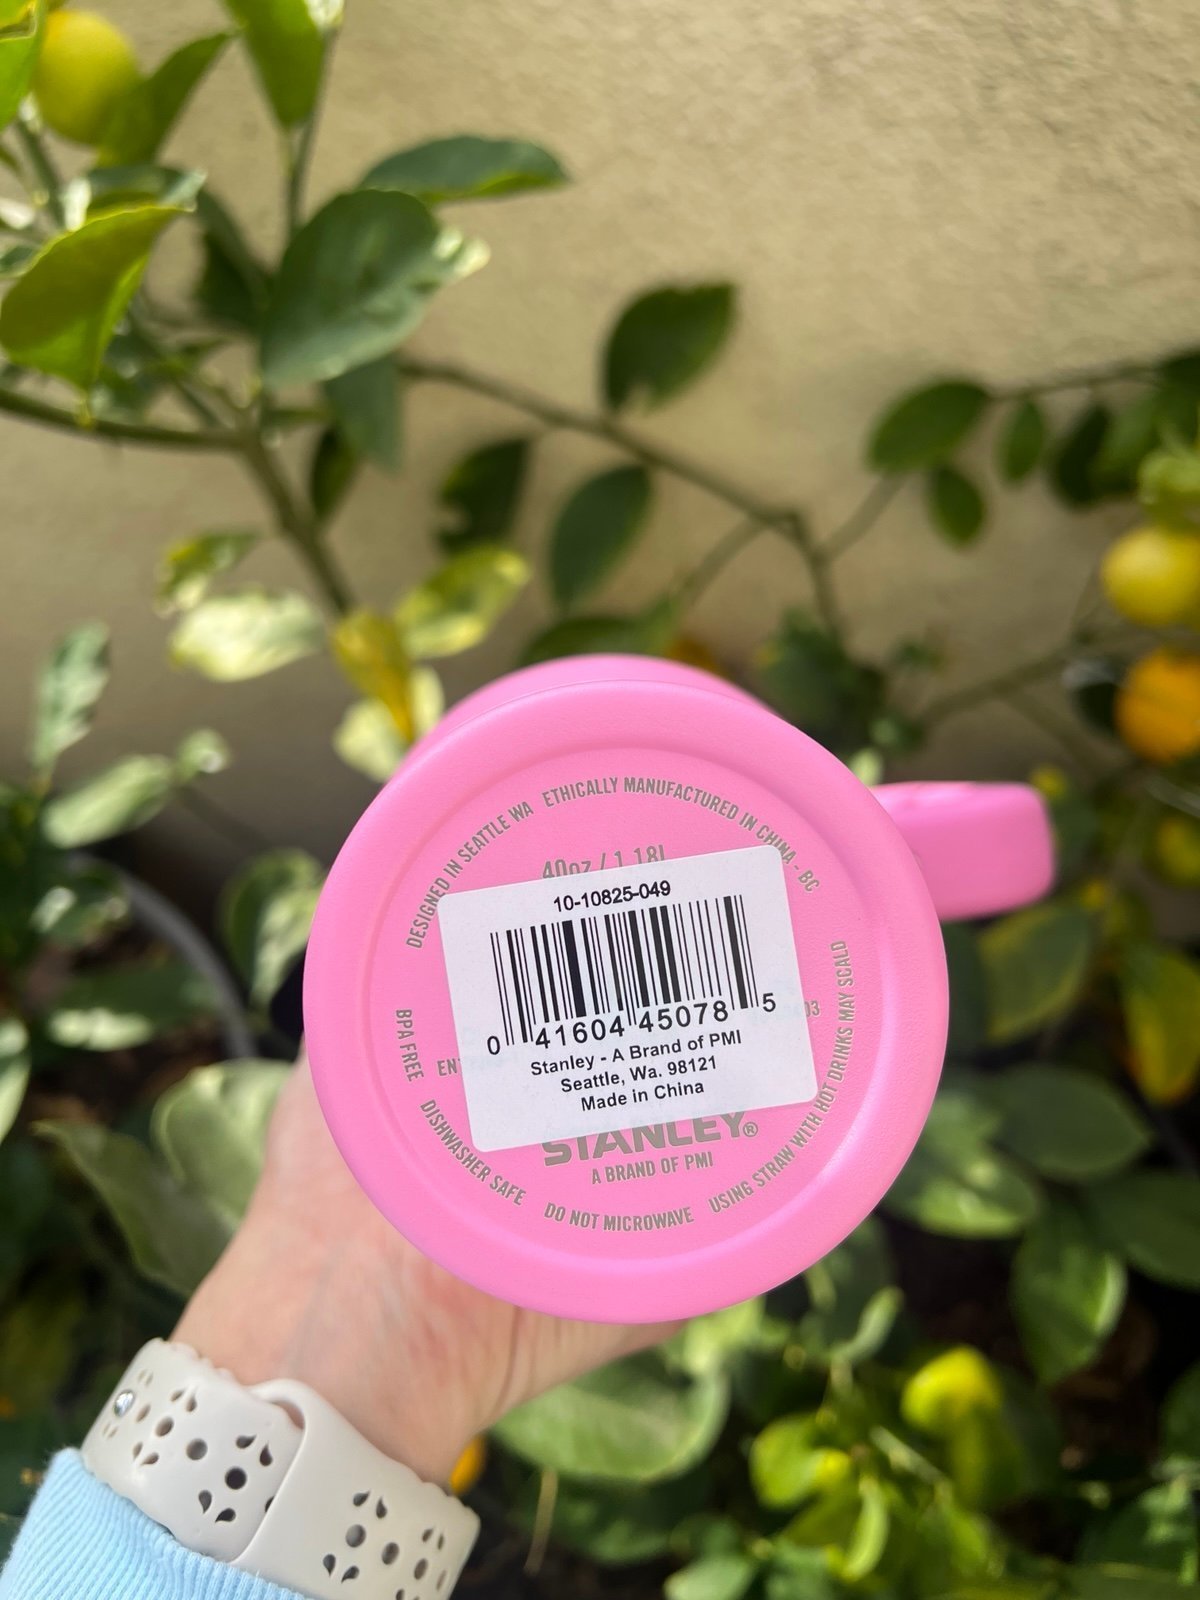 DESIGNED IN SEATTLE WA
ETHICALLY MANUFACTURED IN CHINA - BC
40oz / 1.18L
10-10825-049
0 41604 45078 5
Stanley - A Brand of PMI
Seattle, Wa. 98121
Made in China
STANLEY®
A BRAND OF PMI
BPA FREE
DISHWASHER SAFE
DO NOT MICROWAVE
USING STRAW WITH HOT DRINKS MAY SCALD